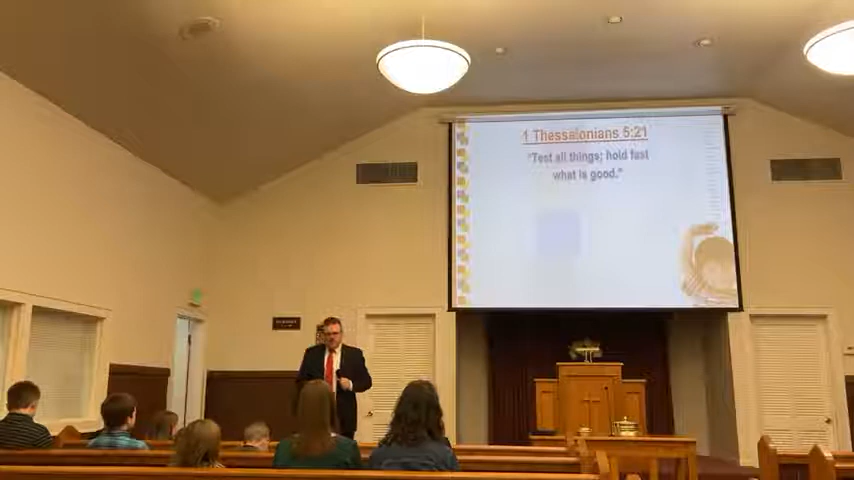 1 Thessalonians 5:21
"Test all things; hold fast
what is good."